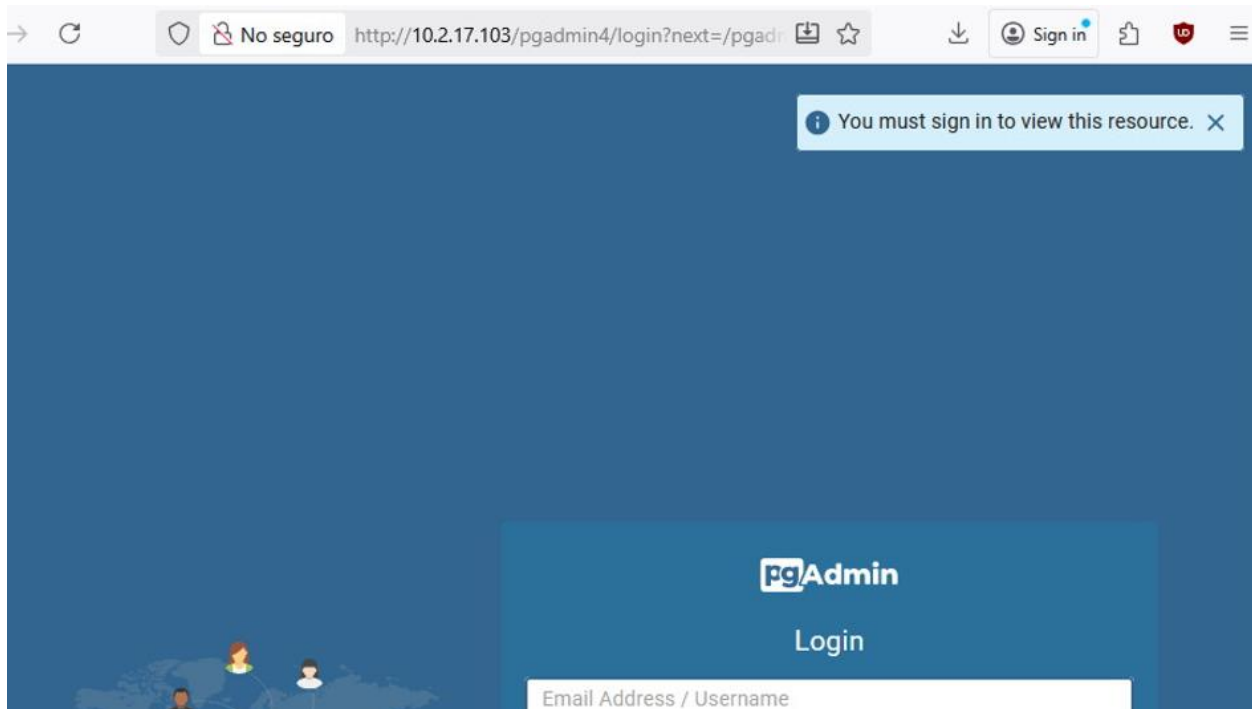 No seguro http://10.2.17.103/pgadmin4/login?next=/pgadr Sign in
You must sign in to view this resource.
pgAdmin
Login
Email Address / Username